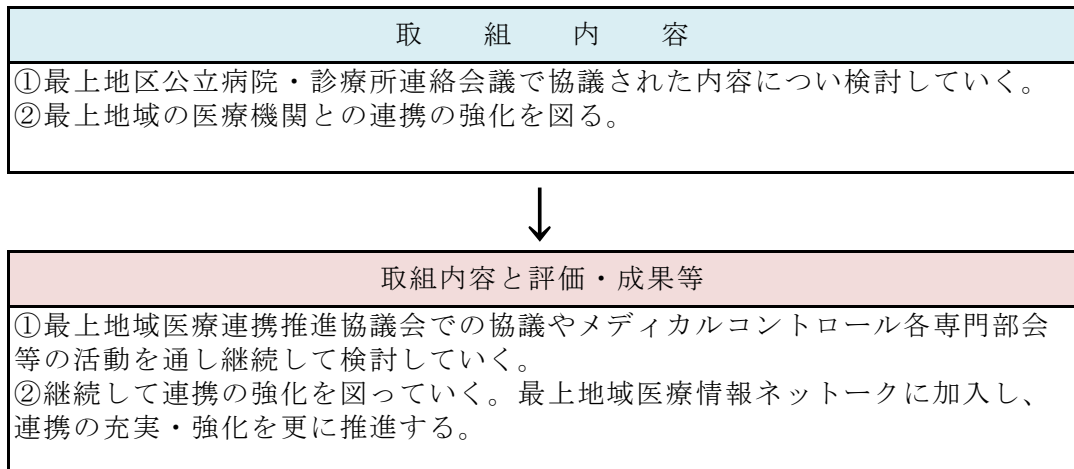 取　組　内　容
①最上地区公立病院・診療所連絡会議で協議された内容につい検討していく。
②最上地域の医療機関との連携の強化を図る。
↓
取組内容と評価・成果等
①最上地域医療連携推進協議会での協議やメディカルコントロール各専門部会
等の活動を通し継続して検討していく。
②継続して連携の強化を図っていく。最上地域医療情報ネットークに加入し、
連携の充実・強化を更に推進する。